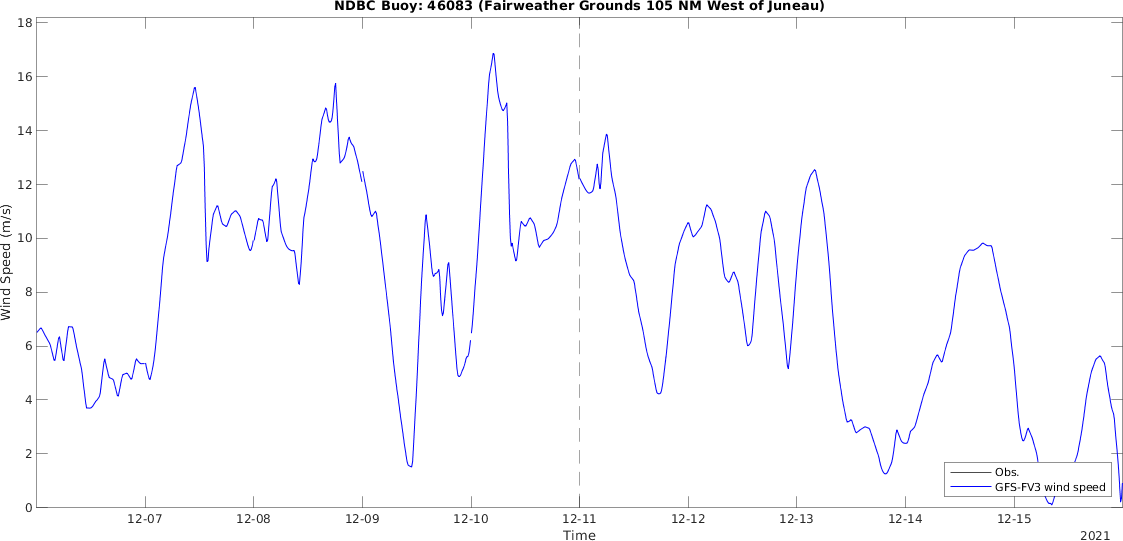 NDBC Buoy: 46083 (Fairweather Grounds 105 NM West of Juneau)
18
16
14
12
10
8
6
4
2
0
Wind Speed (m/s)
Obs.
GFS-FV3 wind speed
12-07 12-08 12-09 12-10 12-11 12-12 12-13 12-14 12-15
Time
2021